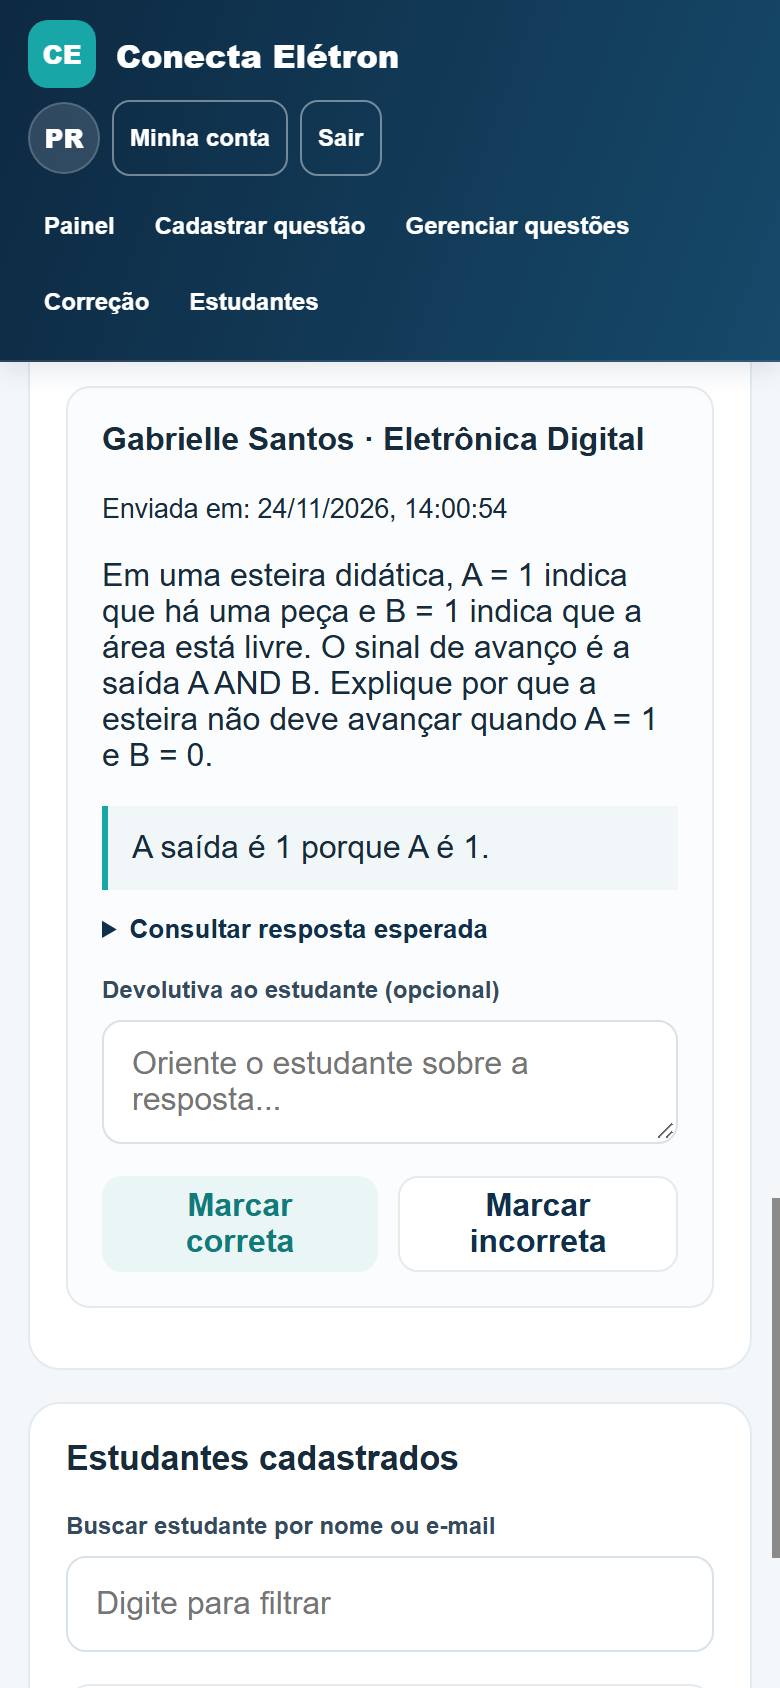 CE Conecta Elétron
PR Minha conta Sair
Painel Cadastrar questão Gerenciar questões
Correção Estudantes
Gabrielle Santos · Eletrônica Digital
Enviada em: 24/11/2026, 14:00:54
Em uma esteira didática, A = 1 indica
que há uma peça e B = 1 indica que a
área está livre. O sinal de avanço é a
saída A AND B. Explique por que a
esteira não deve avançar quando A = 1
e B = 0.
A saída é 1 porque A é 1.
Consultar resposta esperada
Devolutiva ao estudante (opcional)
Oriente o estudante sobre a
resposta...
Marcar
correta
Marcar
incorreta
Estudantes cadastrados
Buscar estudante por nome ou e-mail
Digite para filtrar